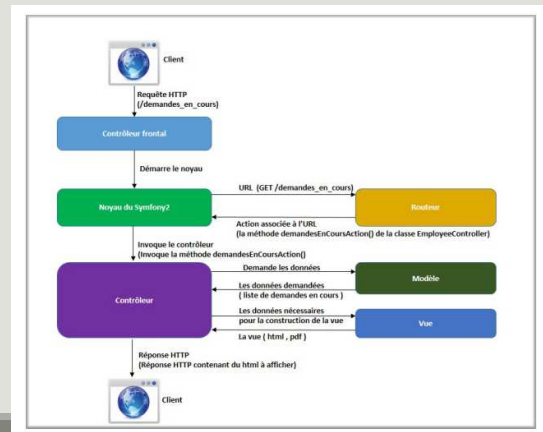 Client
Requête HTTP
(/demandes_en_cours)
Contrôleur frontal
Démarre le noyau
URL (GET /demandes_en_cours)
Noyau du Symfony2
Routeur
Action associée à l'URL
(la méthode demandesEnCoursAction() de la classe EmployeeController)
Invoque le contrôleur
(Invoque la méthode demandesEnCoursAction()
Demande les données
Contrôleur
Modèle
Les données demandées
( liste de demandes en cours )
Les données nécessaires
pour la construction de la vue
Vue
La vue ( html , pdf )
Réponse HTTP
(Réponse HTTP contenant du html à afficher)
Client